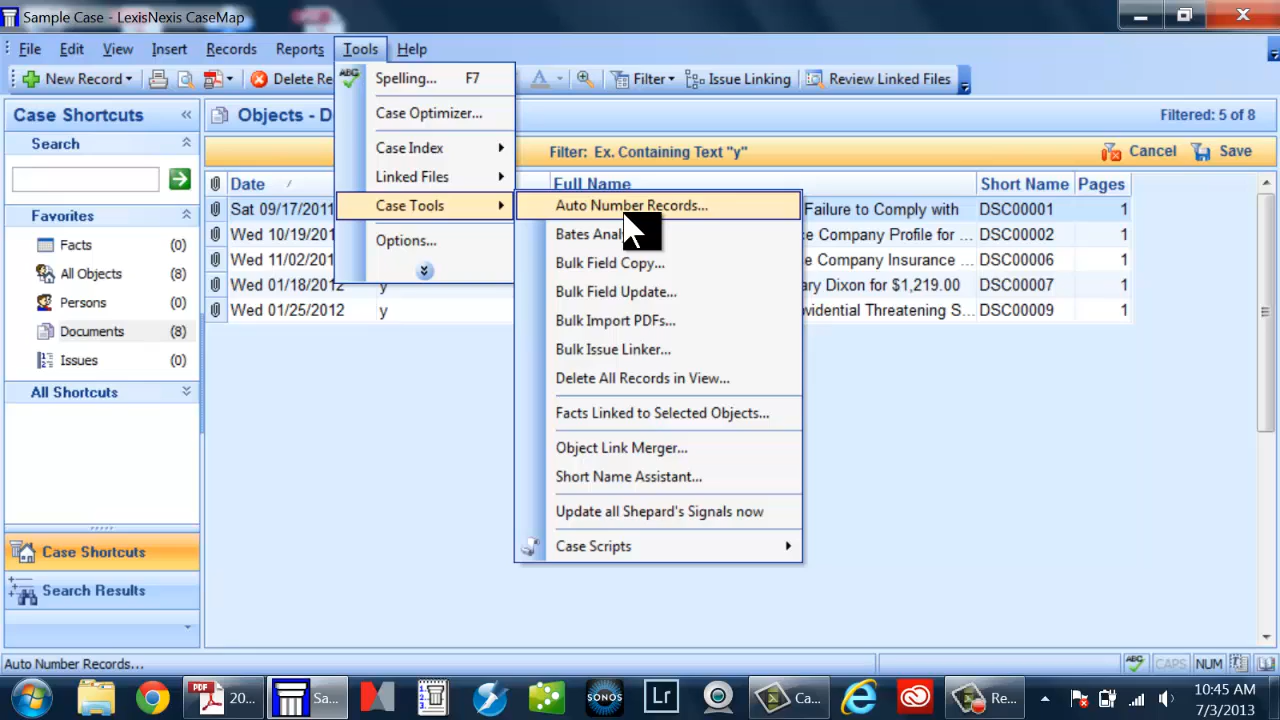 Sample Case - LexisNexis CaseMap
File Edit View Insert Records Reports Tools Help
New Record Delete Re Filter Issue Linking Review Linked Files
Spelling... F7
Case Optimizer...
Case Index
Linked Files
Case Tools
Options...
Auto Number Records...
Bates Analy
Bulk Field Copy...
Bulk Field Update...
Bulk Import PDFs...
Bulk Issue Linker...
Delete All Records in View...
Facts Linked to Selected Objects...
Object Link Merger...
Short Name Assistant...
Update all Shepard's Signals now
Case Scripts
Case Shortcuts
Search
Favorites
Facts (0)
All Objects (8)
Persons (0)
Documents (8)
Issues (0)
All Shortcuts
Case Shortcuts
Search Results
Objects - D Filtered: 5 of 8
Filter: Ex. Containing Text "y" Cancel Save
Date Full Name Short Name Pages
Sat 09/17/2011 Failure to Comply with DSC00001 1
Wed 10/19/201 ce Company Profile for ... DSC00002 1
Wed 11/02/201 e Company Insurance ... 1
Wed 01/18/2012 y ary Dixon for $1,219.00 DSC00007 1
Wed 01/25/2012 y vidential Threatening S... DSC00009 1
Auto Number Records... CAPS NUM
PDF 20... Sa... Lr SONOS Ca... Re... 10:45 AM
7/3/2013